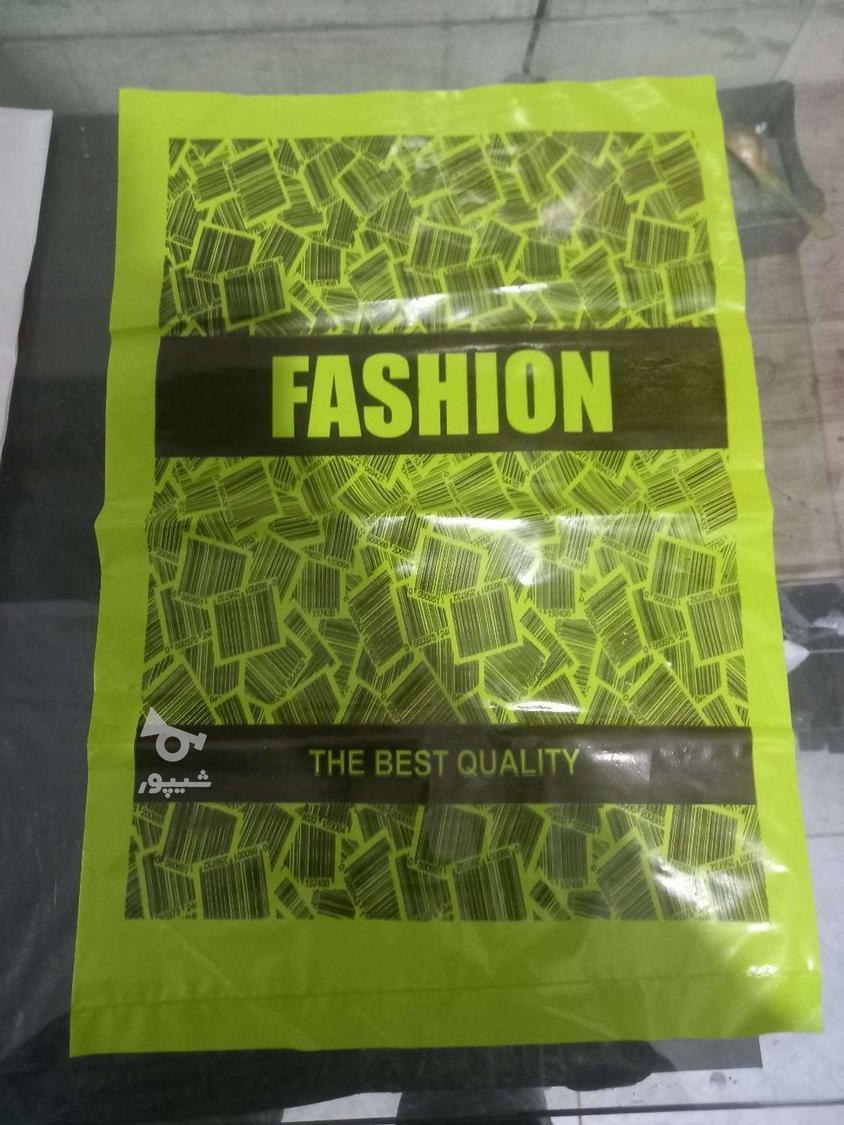 FASHION
THE BEST QUALITY
شیپور